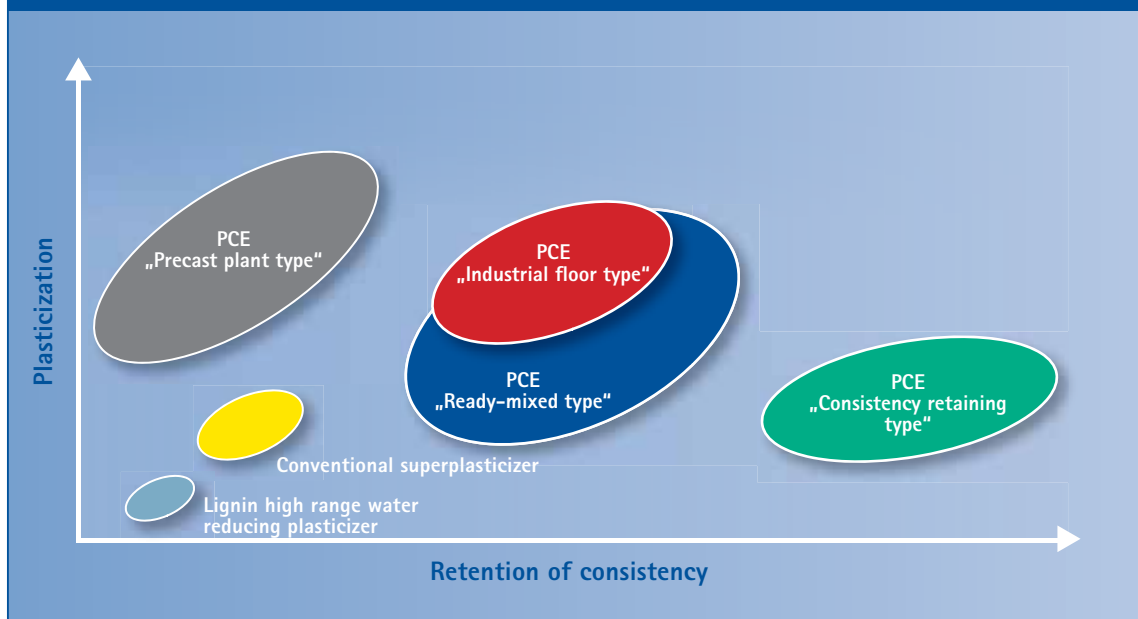 Plasticization
PCE
„Precast plant type“
PCE
„Industrial floor type“
PCE
„Ready-mixed type“
PCE
„Consistency retaining
type“
Conventional superplasticizer
Lignin high range water
reducing plasticizer
Retention of consistency